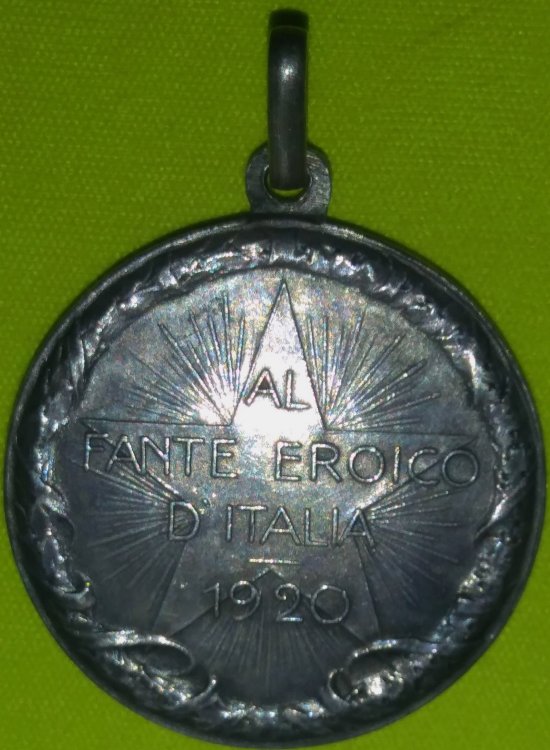 AL
FANTE EROICO
D'ITALIA
1920